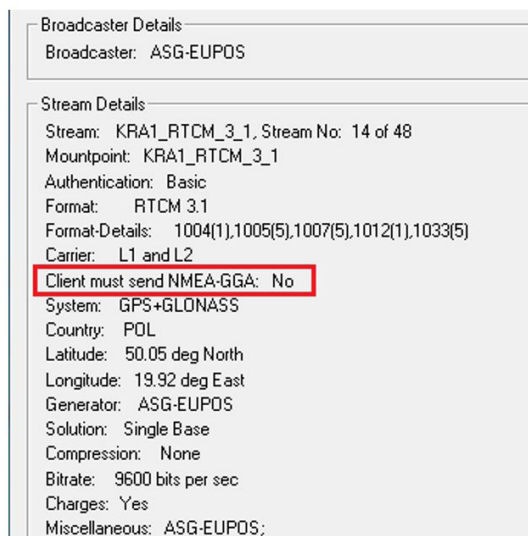 Broadcaster Details
Broadcaster: ASG-EUPOS
Stream Details
Stream: KRA1_RTCM_3_1, Stream No: 14 of 48
Mountpoint: KRA1_RTCM_3_1
Authentication: Basic
Format: RTCM 3.1
Format-Details: 1004(1),1005(5),1007(5),1012(1),1033(5)
Carrier: L1 and L2
Client must send NMEA-GGA: No
System: GPS+GLONASS
Country: POL
Latitude: 50.05 deg North
Longitude: 19.92 deg East
Generator: ASG-EUPOS
Solution: Single Base
Compression: None
Bitrate: 9600 bits per sec
Charges: Yes
Miscellaneous: ASG-EUPOS;